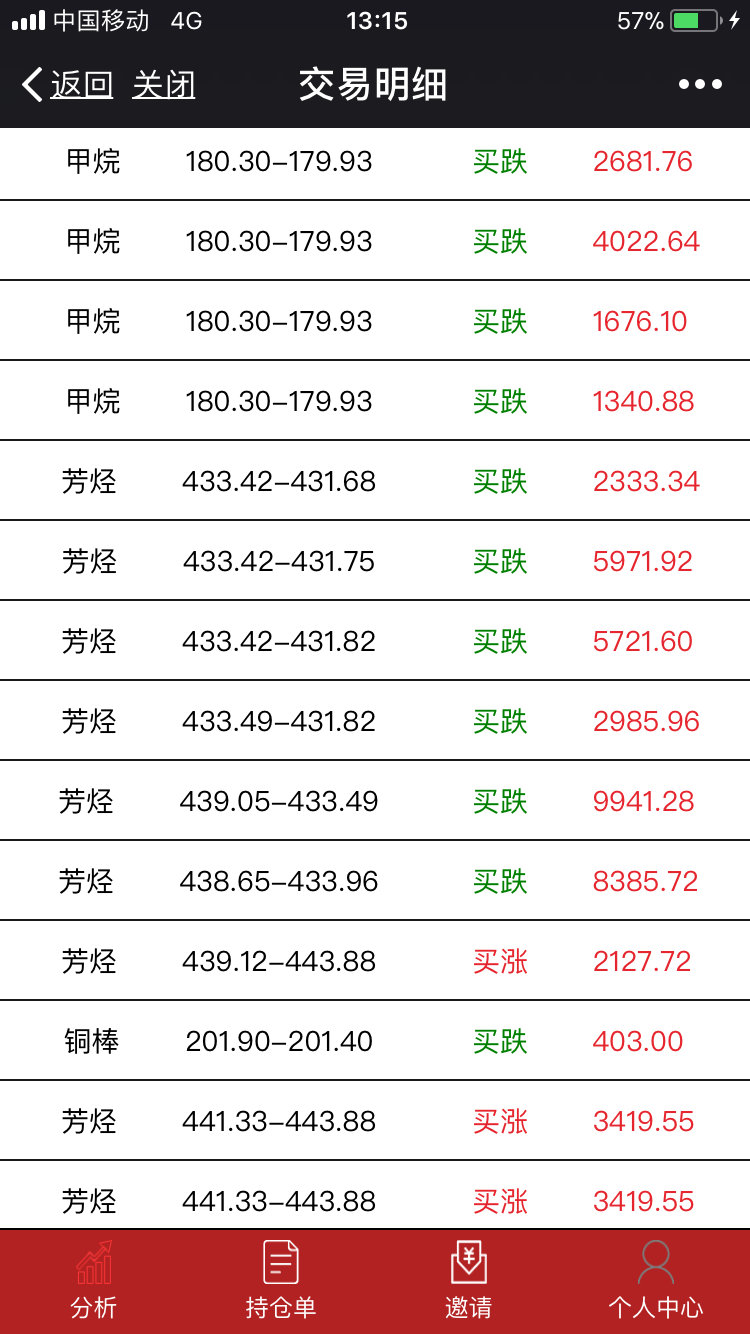 中国移动 4G 13:15 57%
返回 关闭 交易明细
甲烷 180.30–179.93 买跌 2681.76
甲烷 180.30–179.93 买跌 4022.64
甲烷 180.30–179.93 买跌 1676.10
甲烷 180.30–179.93 买跌 1340.88
芳烃 433.42–431.68 买跌 2333.34
芳烃 433.42–431.75 买跌 5971.92
芳烃 433.42–431.82 买跌 5721.60
芳烃 433.49–431.82 买跌 2985.96
芳烃 439.05–433.49 买跌 9941.28
芳烃 438.65–433.96 买跌 8385.72
芳烃 439.12–443.88 买涨 2127.72
铜棒 201.90–201.40 买跌 403.00
芳烃 441.33–443.88 买涨 3419.55
芳烃 441.33–443.88 买涨 3419.55
分析 持仓单 邀请 个人中心